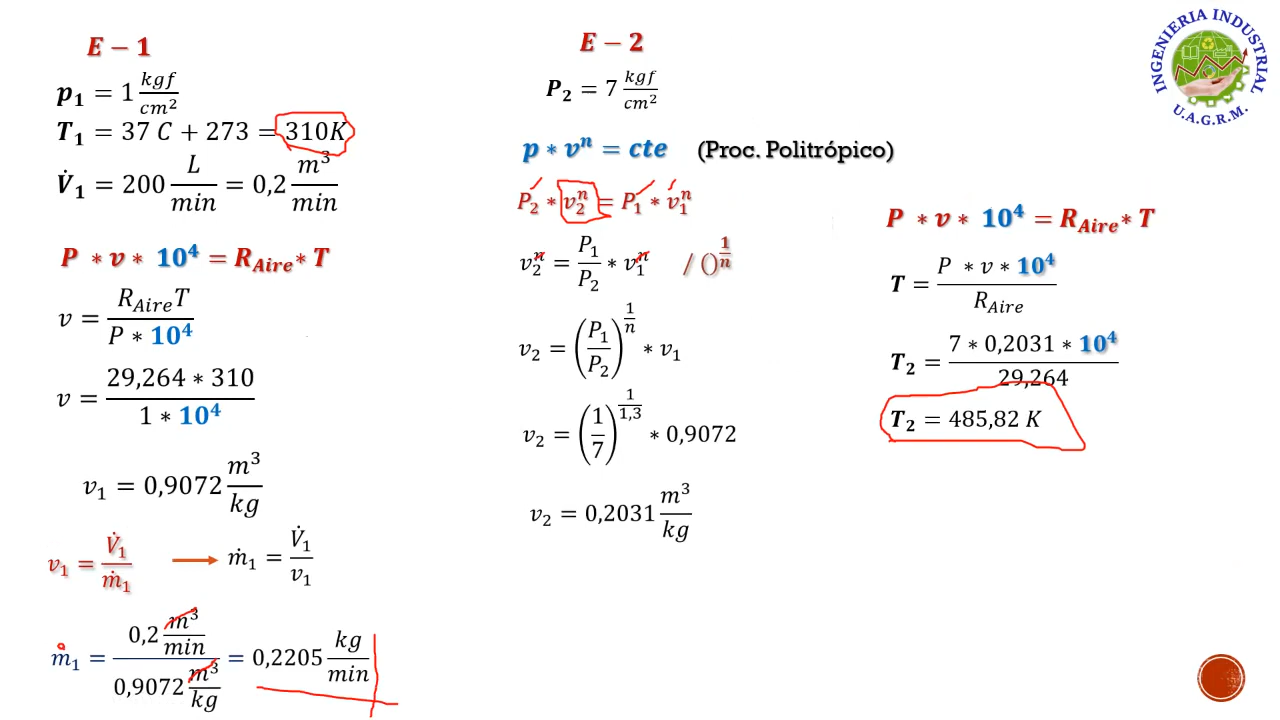 E − 1
p₁ = 1 kgf/cm²
T₁ = 37 C + 273 = 310K
V̇₁ = 200 L/min = 0,2 m³/min
P ∗ v ∗ 10⁴ = R_Aire ∗ T
v = R_Aire T / P ∗ 10⁴
v = 29,264 ∗ 310 / 1 ∗ 10⁴
v₁ = 0,9072 m³/kg
v₁ = V̇₁/ṁ₁ → ṁ₁ = V̇₁/v₁
ṁ₁ = 0,2 m³/min / 0,9072 m³/kg = 0,2205 kg/min
E − 2
P₂ = 7 kgf/cm²
p ∗ vⁿ = cte (Proc. Politrópico)
P₂ ∗ v₂ⁿ = P₁ ∗ v₁ⁿ
v₂ⁿ = P₁/P₂ ∗ v₁ⁿ / ()^(1/n)
v₂ = (P₁/P₂)^(1/n) ∗ v₁
v₂ = (1/7)^(1/1,3) ∗ 0,9072
v₂ = 0,2031 m³/kg
P ∗ v ∗ 10⁴ = R_Aire ∗ T
T = P ∗ v ∗ 10⁴ / R_Aire
T₂ = 7 ∗ 0,2031 ∗ 10⁴ / 29,264
T₂ = 485,82 K
INGENIERIA INDUSTRIAL
U.A.G.R.M.